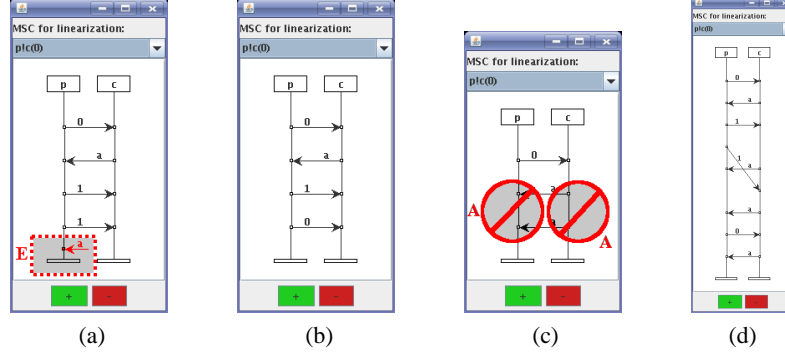 MSC for linearization:
p!c(0)
p c
0
a
1
1
E a
+ -
(a)
MSC for linearization:
p!c(0)
p c
0
a
1
0
+ -
(b)
MSC for linearization:
p!c(0)
p c
0
a
A
a
A
+ -
(c)
MSC for linearization:
p!c(0)
p c
0
a
1
1
a
a
0
a
+ -
(d)